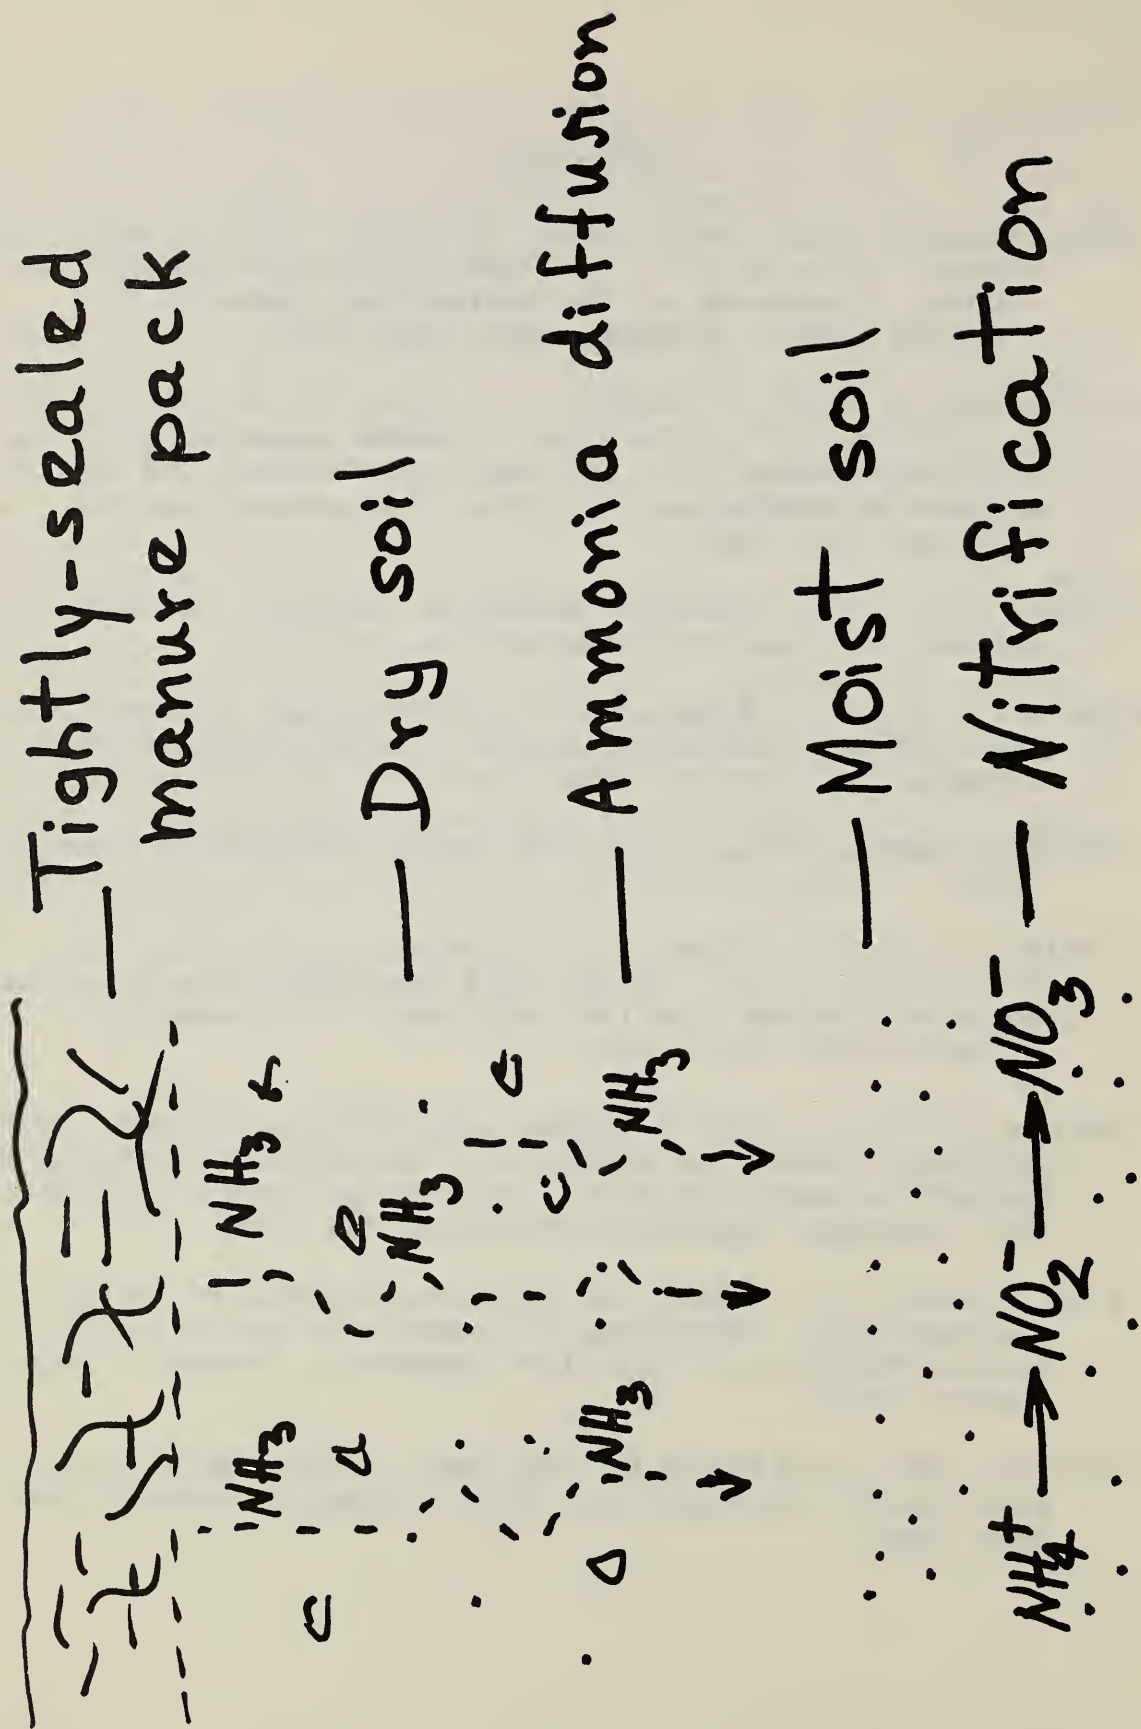 Tightly-sealed
manure pack
NH₃ NH₃
Dry soil
NH₃
Ammonia diffusion
NH₃ NH₃
Moist soil
NH₄⁺ → NO₂⁻ → NO₃⁻ — Nitrification